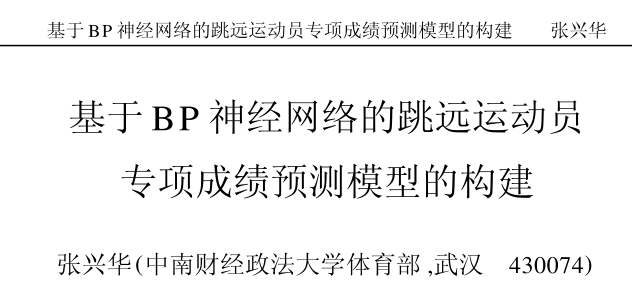 基于BP神经网络的跳远运动员专项成绩预测模型的构建　　张兴华
基于BP神经网络的跳远运动员
专项成绩预测模型的构建
张兴华(中南财经政法大学体育部,武汉　430074)